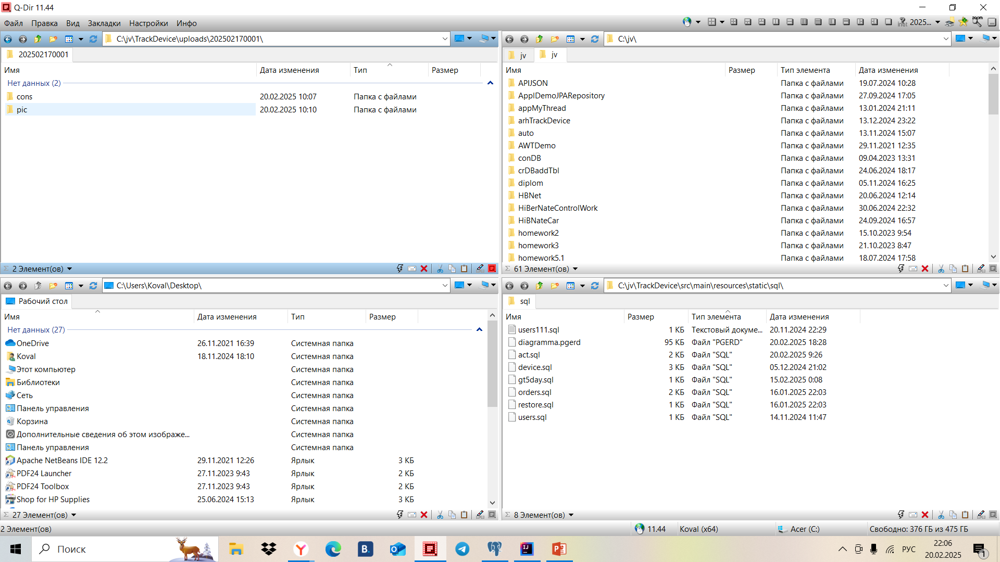 Q-Dir 11.44
Файл Правка Вид Закладки Настройки Инфо
2025...
C:\jv\TrackDevice\uploads\202502170001\
202502170001
Имя Дата изменения Тип Размер
Нет данных (2)
cons 20.02.2025 10:07 Папка с файлами
pic 20.02.2025 10:10 Папка с файлами
2 Элемент(ов)
C:\jv\
jv jv
Имя Размер Тип элемента Дата изменения
APIJSON Папка с файлами 19.07.2024 10:28
ApplDemoJPARepository Папка с файлами 27.09.2024 17:05
appMyThread Папка с файлами 13.01.2024 21:11
arhTrackDevice Папка с файлами 13.12.2024 23:22
auto Папка с файлами 13.11.2024 15:07
AWTDemo Папка с файлами 29.11.2021 12:35
conDB Папка с файлами 09.04.2023 13:31
crDBaddTbl Папка с файлами 24.06.2024 18:17
diplom Папка с файлами 05.11.2024 16:25
HBNet Папка с файлами 20.06.2024 12:14
HiBerNateControlWork Папка с файлами 30.06.2024 22:32
HiBNateCar Папка с файлами 24.09.2024 16:57
homework2 Папка с файлами 15.10.2023 9:54
homework3 Папка с файлами 21.10.2023 8:47
homework5.1 Папка с файлами 18.07.2024 17:58
61 Элемент(ов)
C:\Users\Koval\Desktop\
Рабочий стол
Имя Дата изменения Тип Размер
Нет данных (27)
OneDrive 26.11.2021 16:39 Системная папка
Koval 18.11.2024 18:10 Системная папка
Этот компьютер Системная папка
Библиотеки Системная папка
Сеть Системная папка
Панель управления Системная папка
Корзина Системная папка
Дополнительные сведения об этом изображе... Системная папка
Панель управления Системная папка
Apache NetBeans IDE 12.2 29.11.2021 12:26 Ярлык 3 КБ
PDF24 Launcher 27.11.2023 9:43 Ярлык 2 КБ
PDF24 Toolbox 27.11.2023 9:43 Ярлык 2 КБ
Shop for HP Supplies 25.06.2024 15:13 Ярлык 3 КБ
27 Элемент(ов)
C:\jv\TrackDevice\src\main\resources\static\sql\
sql
Имя Размер Тип элемента Дата изменения
users111.sql 1 КБ Текстовый докуме... 20.11.2024 22:29
diagramma.pgerd 95 КБ Файл "PGERD" 20.02.2025 18:28
act.sql 2 КБ Файл "SQL" 20.02.2025 9:26
device.sql 3 КБ Файл "SQL" 05.12.2024 21:02
gt5day.sql 1 КБ Файл "SQL" 15.02.2025 0:08
orders.sql 2 КБ Файл "SQL" 16.01.2025 22:03
restore.sql 1 КБ Файл "SQL" 16.01.2025 22:03
users.sql 1 КБ Файл "SQL" 14.11.2024 11:47
8 Элемент(ов)
2 Элемент(ов) 11.44 Koval (x64) Acer (C:) Свободно: 376 ГБ из 475 ГБ
Поиск
B.
РУС
22:06
20.02.2025
1